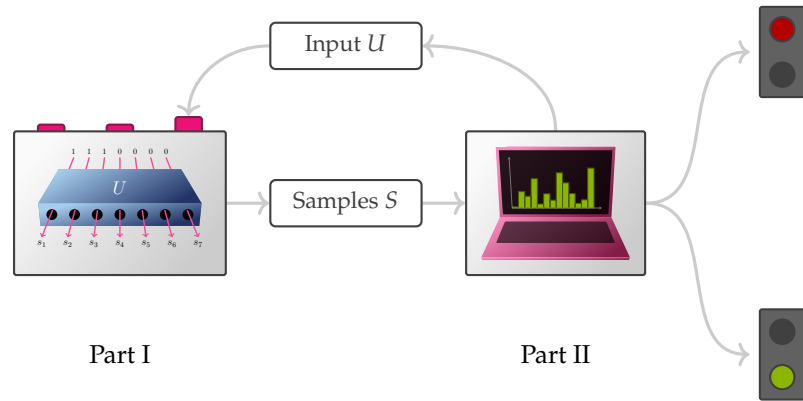 Input U
1 1 1 0 0 0 0
U
Samples S
s₁ s₂ s₃ s₄ s₅ s₆ s₇
Part I
Part II